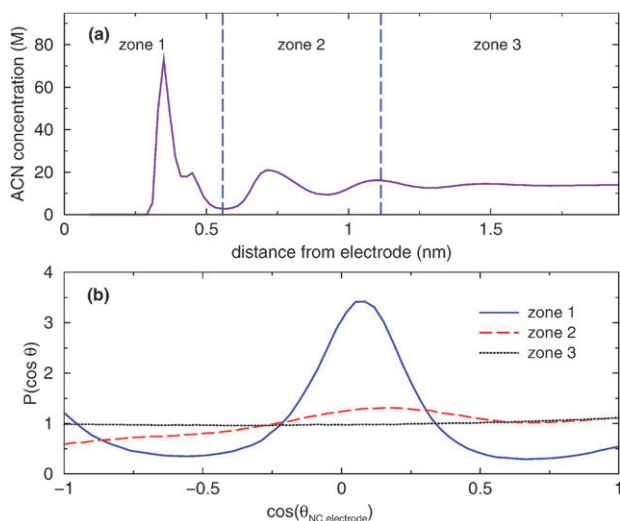 (a)
zone 1
zone 2
zone 3
ACN concentration (M)
80
60
40
20
0
0
0.5
1
1.5
distance from electrode (nm)
(b)
zone 1
zone 2
zone 3
P(cos θ)
4
3
2
1
0
−1
−0.5
0
0.5
1
cos(θNC,electrode)